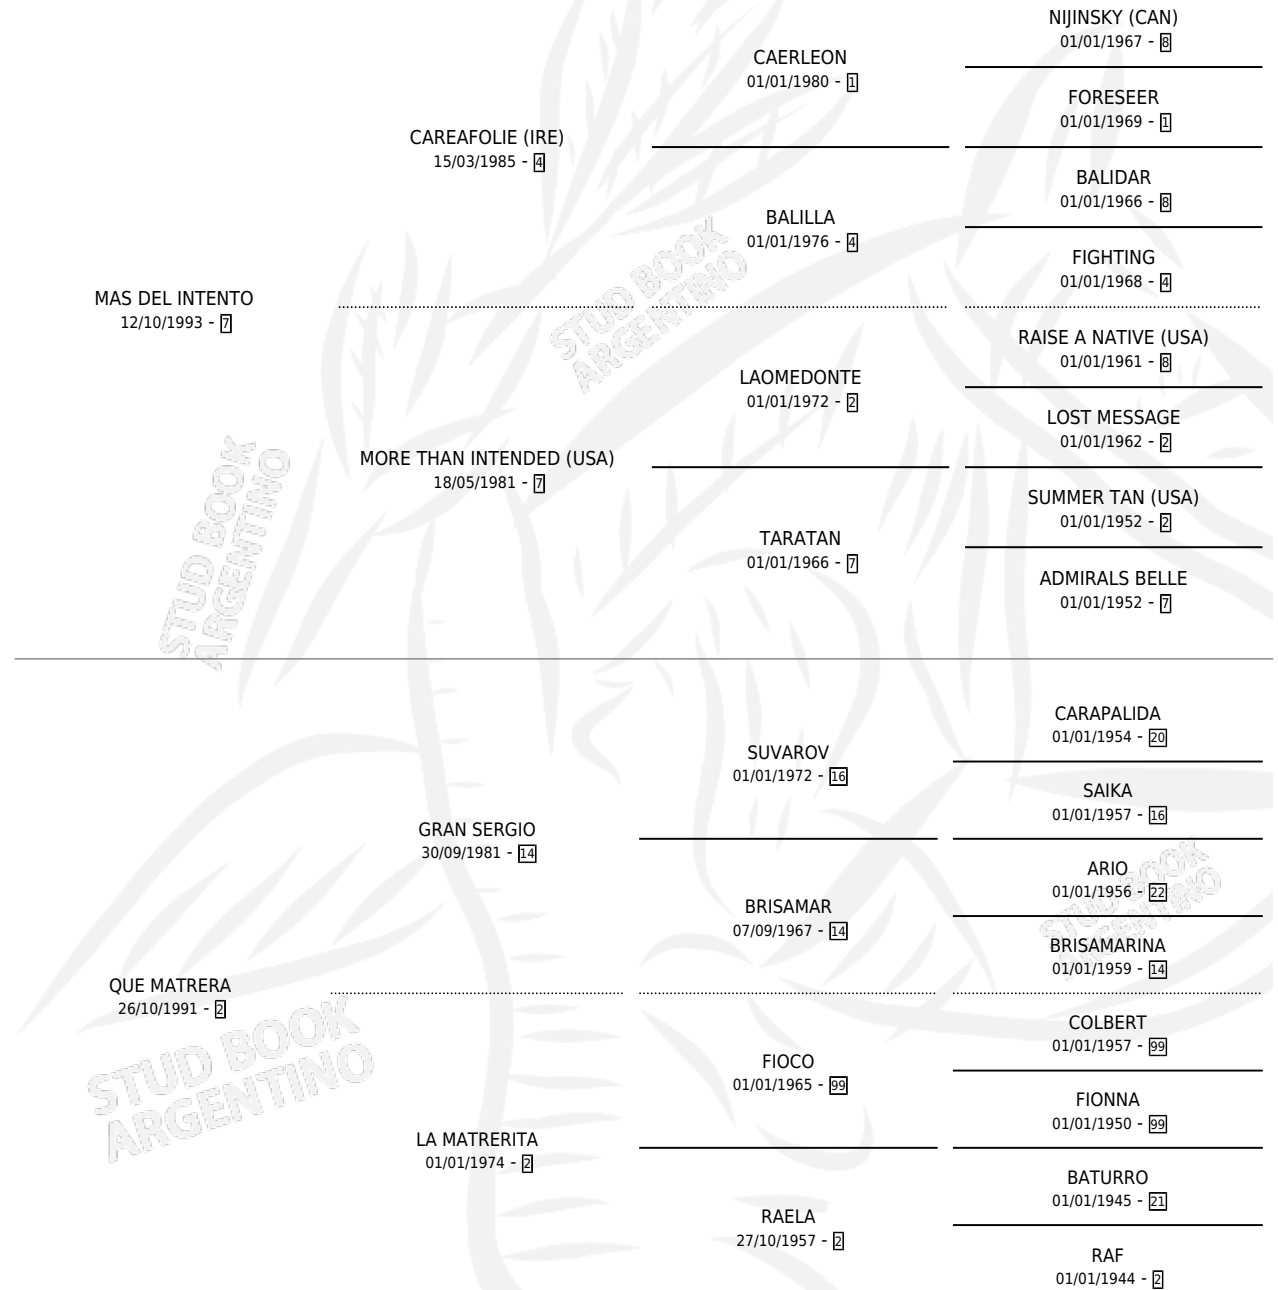 NIJINSKY (CAN)
01/01/1967 - 8
CAERLEON
01/01/1980 - 1
FORESEER
01/01/1969 - 1
CAREAFOLIE (IRE)
15/03/1985 - 4
BALIDAR
01/01/1966 - 8
BALILLA
01/01/1976 - 4
FIGHTING
01/01/1968 - 4
MAS DEL INTENTO
12/10/1993 - 7
RAISE A NATIVE (USA)
01/01/1961 - 8
LAOMEDONTE
01/01/1972 - 2
LOST MESSAGE
01/01/1962 - 2
MORE THAN INTENDED (USA)
18/05/1981 - 7
SUMMER TAN (USA)
01/01/1952 - 2
TARATAN
01/01/1966 - 7
ADMIRALS BELLE
01/01/1952 - 7
STUD BOOK
ARGENTINO
STUD BOOK
ARGENTINO
CARAPALIDA
01/01/1954 - 20
SUVAROV
01/01/1972 - 16
SAIKA
01/01/1957 - 16
GRAN SERGIO
30/09/1981 - 14
ARIO
01/01/1956 - 22
BRISAMAR
07/09/1967 - 14
BRISAMARINA
01/01/1959 - 14
QUE MATRERA
26/10/1991 - 2
COLBERT
01/01/1957 - 99
FIOCO
01/01/1965 - 99
FIONNA
01/01/1950 - 99
LA MATRERITA
01/01/1974 - 2
BATURRO
01/01/1945 - 21
RAELA
27/10/1957 - 2
RAF
01/01/1944 - 2
STUD BOOK
ARGENTINO
STUD BOOK
ARGENTINO